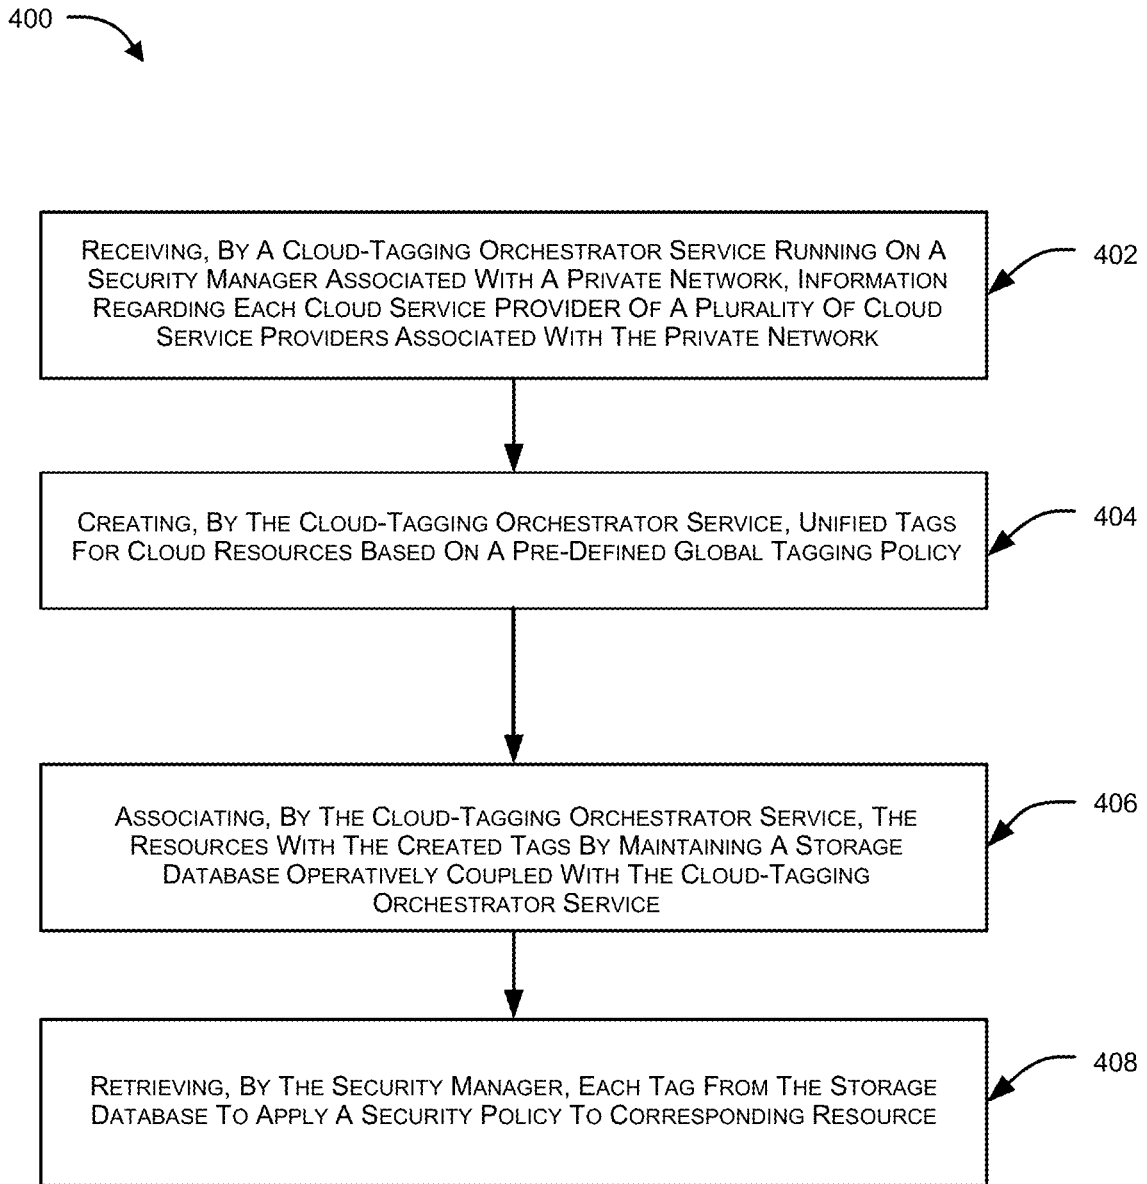 400
RECEIVING, BY A CLOUD-TAGGING ORCHESTRATOR SERVICE RUNNING ON A
SECURITY MANAGER ASSOCIATED WITH A PRIVATE NETWORK, INFORMATION
REGARDING EACH CLOUD SERVICE PROVIDER OF A PLURALITY OF CLOUD
SERVICE PROVIDERS ASSOCIATED WITH THE PRIVATE NETWORK
402
CREATING, BY THE CLOUD-TAGGING ORCHESTRATOR SERVICE, UNIFIED TAGS
FOR CLOUD RESOURCES BASED ON A PRE-DEFINED GLOBAL TAGGING POLICY
404
ASSOCIATING, BY THE CLOUD-TAGGING ORCHESTRATOR SERVICE, THE
RESOURCES WITH THE CREATED TAGS BY MAINTAINING A STORAGE
DATABASE OPERATIVELY COUPLED WITH THE CLOUD-TAGGING
ORCHESTRATOR SERVICE
406
RETRIEVING, BY THE SECURITY MANAGER, EACH TAG FROM THE STORAGE
DATABASE TO APPLY A SECURITY POLICY TO CORRESPONDING RESOURCE
408